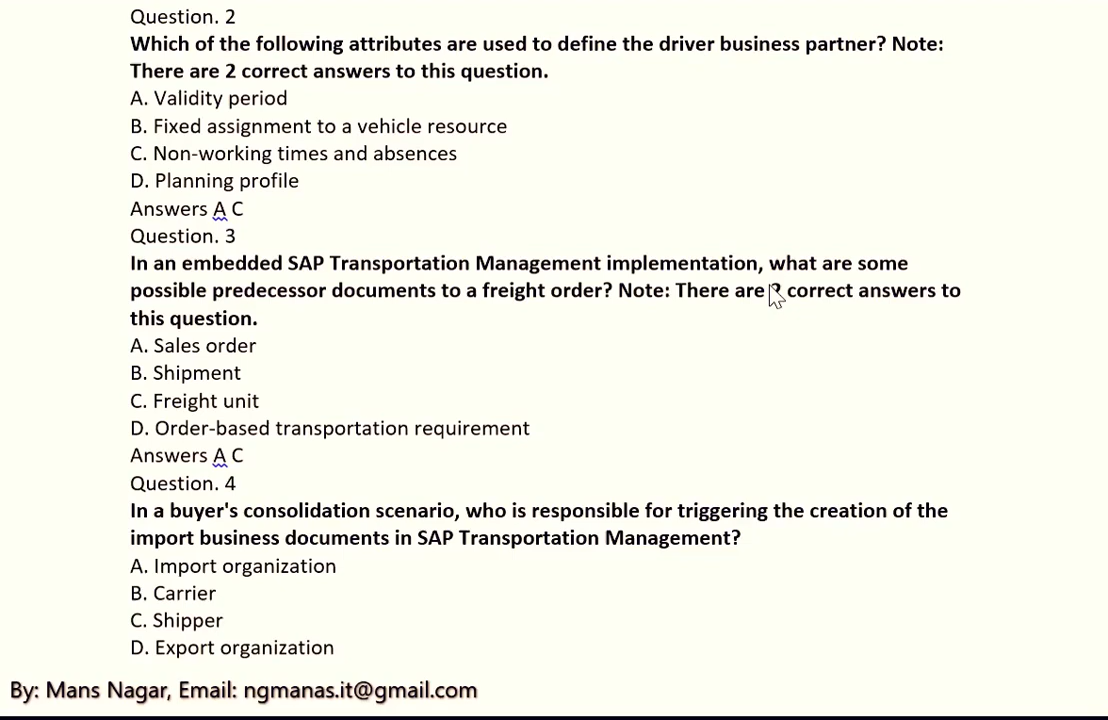 Question. 2
Which of the following attributes are used to define the driver business partner? Note:
There are 2 correct answers to this question.
A. Validity period
B. Fixed assignment to a vehicle resource
C. Non-working times and absences
D. Planning profile
Answers A C
Question. 3
In an embedded SAP Transportation Management implementation, what are some
possible predecessor documents to a freight order? Note: There are correct answers to
this question.
A. Sales order
B. Shipment
C. Freight unit
D. Order-based transportation requirement
Answers A C
Question. 4
In a buyer's consolidation scenario, who is responsible for triggering the creation of the
import business documents in SAP Transportation Management?
A. Import organization
B. Carrier
C. Shipper
D. Export organization
By: Mans Nagar, Email: ngmanas.it@gmail.com